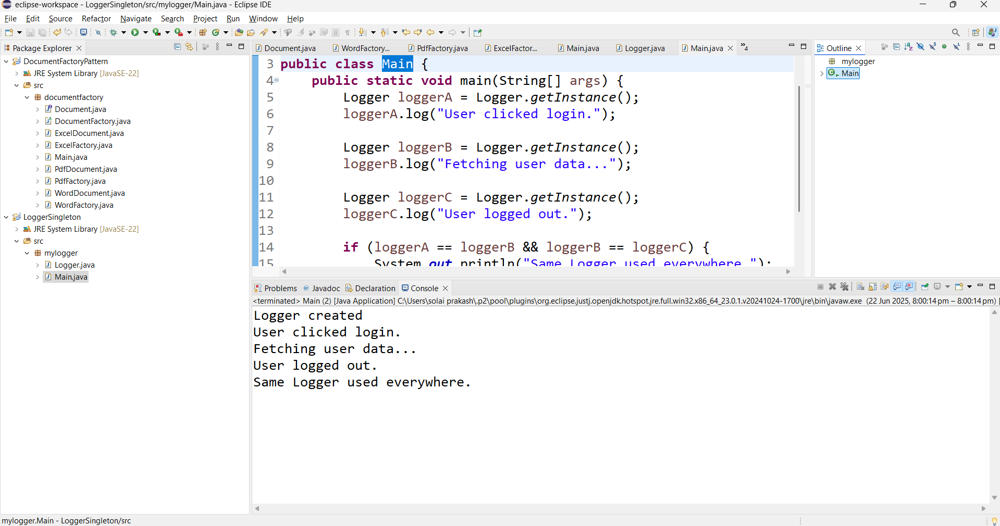 eclipse-workspace - LoggerSingleton/src/mylogger/Main.java - Eclipse IDE
File Edit Source Refactor Navigate Search Project Run Window Help
Package Explorer
DocumentFactoryPattern
JRE System Library [JavaSE-22]
src
documentfactory
Document.java
DocumentFactory.java
ExcelDocument.java
ExcelFactory.java
Main.java
PdfDocument.java
PdfFactory.java
WordDocument.java
WordFactory.java
LoggerSingleton
JRE System Library [JavaSE-22]
src
mylogger
Logger.java
Main.java
Document.java WordFactory... PdfFactory.java ExcelFactor... Main.java Logger.java Main.java »4
3 public class Main {
4 public static void main(String[] args) {
5 Logger loggerA = Logger.getInstance();
6 loggerA.log("User clicked login.");
7
8 Logger loggerB = Logger.getInstance();
9 loggerB.log("Fetching user data...");
10
11 Logger loggerC = Logger.getInstance();
12 loggerC.log("User logged out.");
13
14 if (loggerA == loggerB && loggerB == loggerC) {
15 System.out.println("Same Logger used everywhere.");
Outline
mylogger
Main
Problems @ Javadoc Declaration Console
<terminated> Main (2) [Java Application] C:\Users\solai prakash\.p2\pool\plugins\org.eclipse.justj.openjdk.hotspot.jre.full.win32.x86_64_23.0.1.v20241024-1700\jre\bin\javaw.exe (22 Jun 2025, 8:00:14 pm – 8:00:14 pm) [
Logger created
User clicked login.
Fetching user data...
User logged out.
Same Logger used everywhere.
mylogger.Main - LoggerSingleton/src